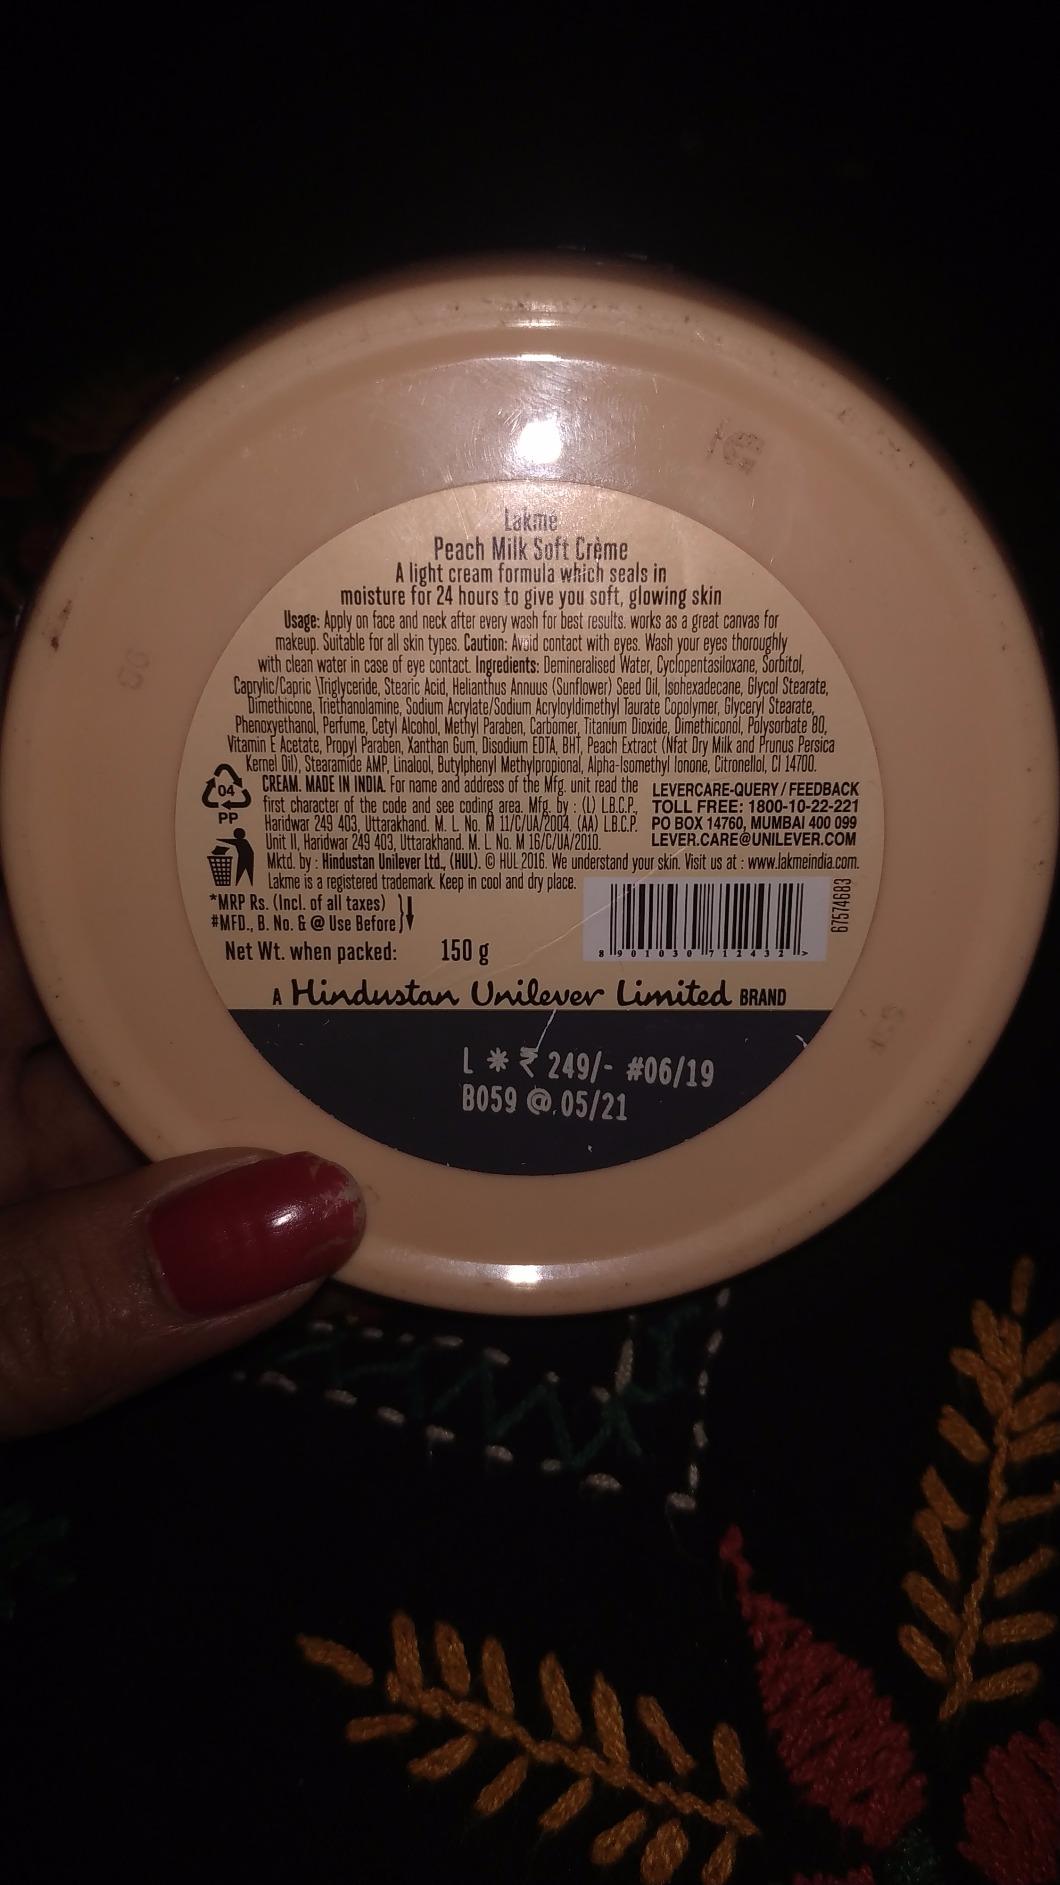 Lakmé
Peach Milk Soft Crème
A light cream formula which seals in
moisture for 24 hours to give you soft, glowing skin
Usage: Apply on face and neck after every wash for best results. works as a great canvas for
makeup. Suitable for all skin types. Caution: Avoid contact with eyes. Wash your eyes thoroughly
with clean water in case of eye contact. Ingredients: Demineralised Water, Cyclopentasiloxane, Sorbitol,
Caprylic/Capric \Triglyceride, Stearic Acid, Helianthus Annuus (Sunflower) Seed Oil, Isohexadecane, Glycol Stearate,
Dimethicone, Triethanolamine, Sodium Acrylate/Sodium Acryloyldimethyl Taurate Copolymer, Glyceryl Stearate,
Phenoxyethanol, Perfume, Cetyl Alcohol, Methyl Paraben, Carbomer, Titanium Dioxide, Dimethiconol, Polysorbate 80,
Vitamin E Acetate, Propyl Paraben, Xanthan Gum, Disodium EDTA, BHT, Peach Extract (Nfat Dry Milk and Prunus Persica
Kernel Oil), Stearamide AMP, Linalool, Butylphenyl Methylpropional, Alpha-Isomethyl Ionone, Citronellol, CI 14700.
04
PP
CREAM. MADE IN INDIA. For name and address of the Mfg. unit read the
first character of the code and see coding area. Mfg. by : (L) L.B.C.P.
Haridwar 249 403, Uttarakhand. M. L. No. M 11/C/UA/2004. (AA) L.B.C.P.
Unit II, Haridwar 249 403, Uttarakhand. M. L. No. M 16/C/UA/2010.
LEVERCARE-QUERY / FEEDBACK
TOLL FREE: 1800-10-22-221
PO BOX 14760, MUMBAI 400 099
LEVER.CARE@UNILEVER.COM
Mktd. by : Hindustan Unilever Ltd., (HUL). © HUL 2016. We understand your skin. Visit us at : www.lakmeindia.com.
Lakme is a registered trademark. Keep in cool and dry place.
*MRP Rs. (Incl. of all taxes)
#MFD., B. No. & @ Use Before
Net Wt. when packed: 150 g
67574683
8 901030 712432 >
A Hindustan Unilever Limited BRAND
L * ₹ 249/- #06/19
B059 @ 05/21